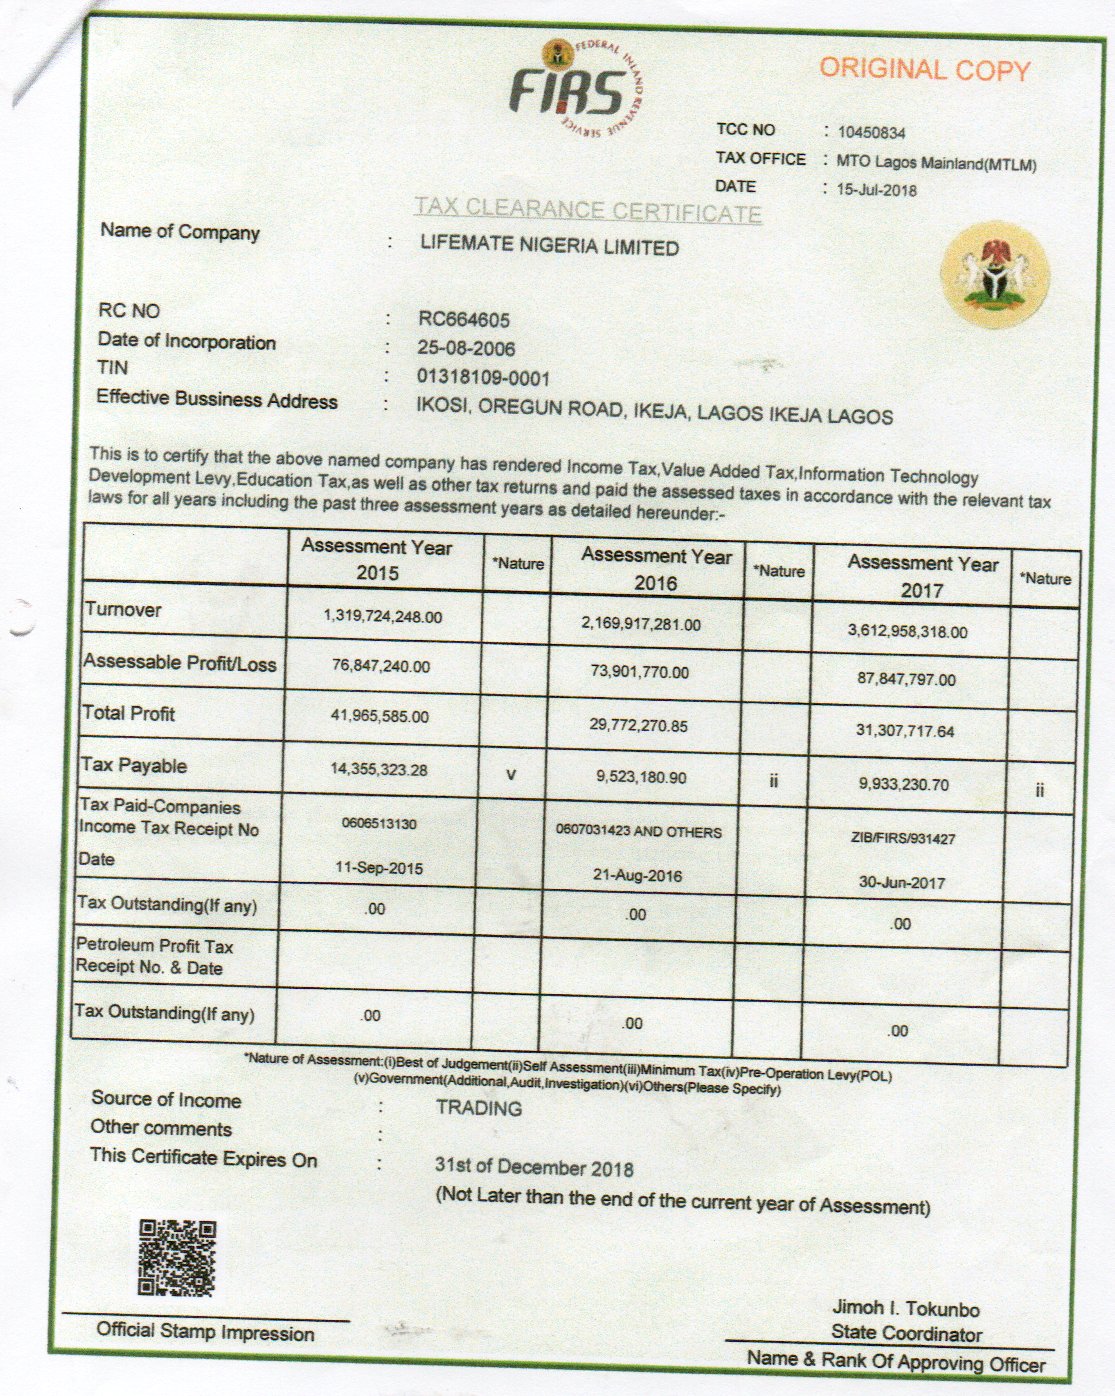 FEDERAL INLAND REVENUE SERVICE
FIRS
ORIGINAL COPY
TCC NO : 10450834
TAX OFFICE : MTO Lagos Mainland(MTLM)
DATE : 15-Jul-2018
TAX CLEARANCE CERTIFICATE
Name of Company : LIFEMATE NIGERIA LIMITED
RC NO : RC664605
Date of Incorporation : 25-08-2006
TIN : 01318109-0001
Effective Bussiness Address : IKOSI, OREGUN ROAD, IKEJA, LAGOS IKEJA LAGOS
This is to certify that the above named company has rendered Income Tax,Value Added Tax,Information Technology
Development Levy,Education Tax,as well as other tax returns and paid the assessed taxes in accordance with the relevant tax
laws for all years including the past three assessment years as detailed hereunder:-
Assessment Year 2015 *Nature Assessment Year 2016 *Nature Assessment Year 2017 *Nature
Turnover 1,319,724,248.00 2,169,917,281.00 3,612,958,318.00
Assessable Profit/Loss 76,847,240.00 73,901,770.00 87,847,797.00
Total Profit 41,965,585.00 29,772,270.85 31,307,717.64
Tax Payable 14,355,323.28 v 9,523,180.90 ii 9,933,230.70 ii
Tax Paid-Companies
Income Tax Receipt No 0606513130 0607031423 AND OTHERS ZIB/FIRS/931427
Date 11-Sep-2015 21-Aug-2016 30-Jun-2017
Tax Outstanding(If any) .00 .00 .00
Petroleum Profit Tax
Receipt No. & Date
Tax Outstanding(If any) .00 .00 .00
*Nature of Assessment:(i)Best of Judgement(ii)Self Assessment(iii)Minimum Tax(iv)Pre-Operation Levy(POL)
(v)Government(Additional,Audit,Investigation)(vi)Others(Please Specify)
Source of Income : TRADING
Other comments :
This Certificate Expires On : 31st of December 2018
(Not Later than the end of the current year of Assessment)
Jimoh I. Tokunbo
State Coordinator
Official Stamp Impression
Name & Rank Of Approving Officer